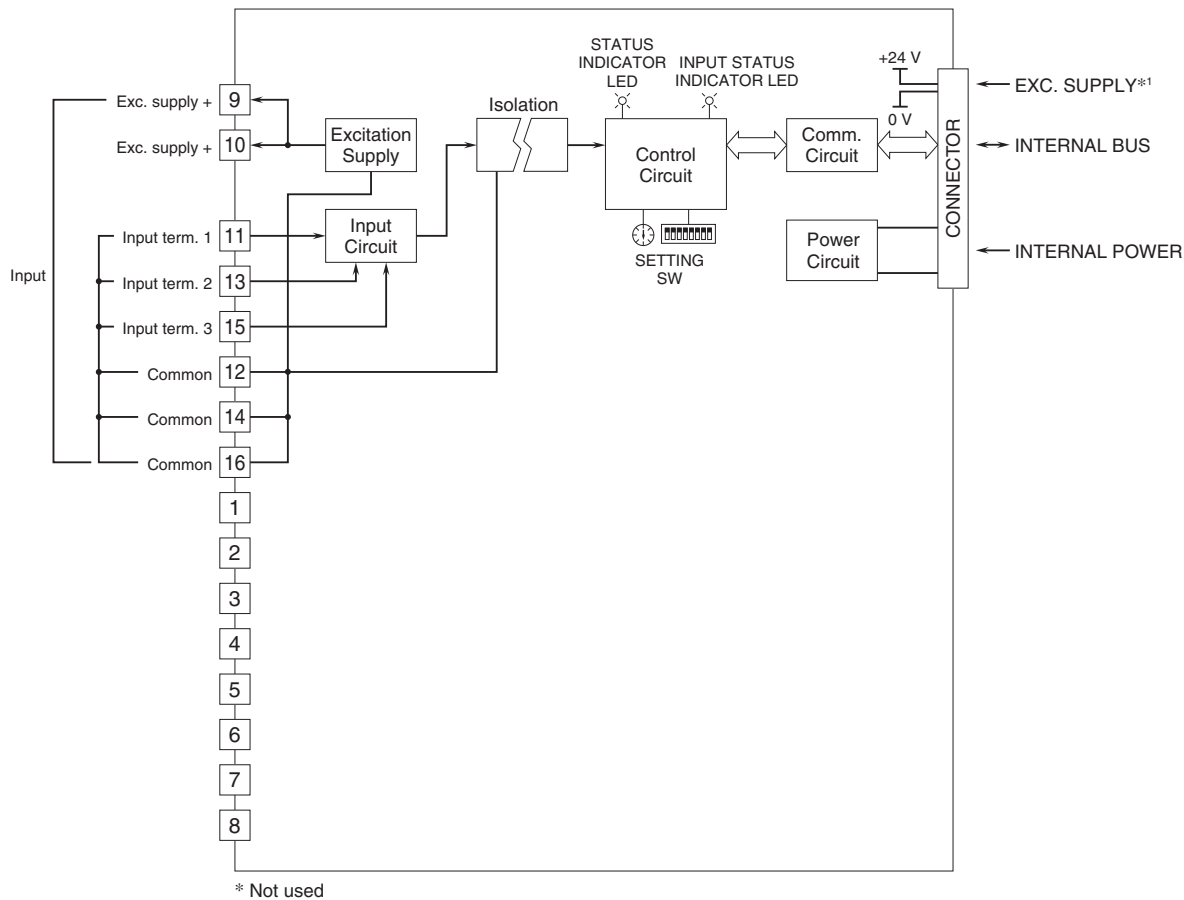 STATUS
INDICATOR
LED
INPUT STATUS
INDICATOR LED
+24 V
0 V
EXC. SUPPLY*1
Exc. supply +
9
Exc. supply +
10
Excitation
Supply
Isolation
Control
Circuit
Comm.
Circuit
CONNECTOR
INTERNAL BUS
Input term. 1
11
Input
Circuit
Input
Input term. 2
13
Input term. 3
15
SETTING
SW
Power
Circuit
INTERNAL POWER
Common
12
Common
14
Common
16
1
2
3
4
5
6
7
8
* Not used